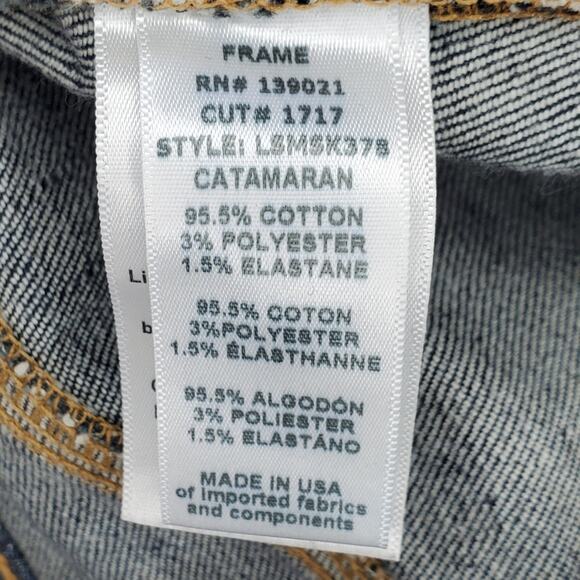 FRAME
RN# 139021
CUT# 1717
STYLE: LSMSK378
CATAMARAN
95.5% COTTON
3% POLYESTER
1.5% ELASTANE
95.5% COTON
3%POLYESTER
1.5% ÉLASTHANNE
95.5% ALGODÓN
3% POLIESTER
1.5% ELASTÁNO
MADE IN USA
of imported fabrics
and components